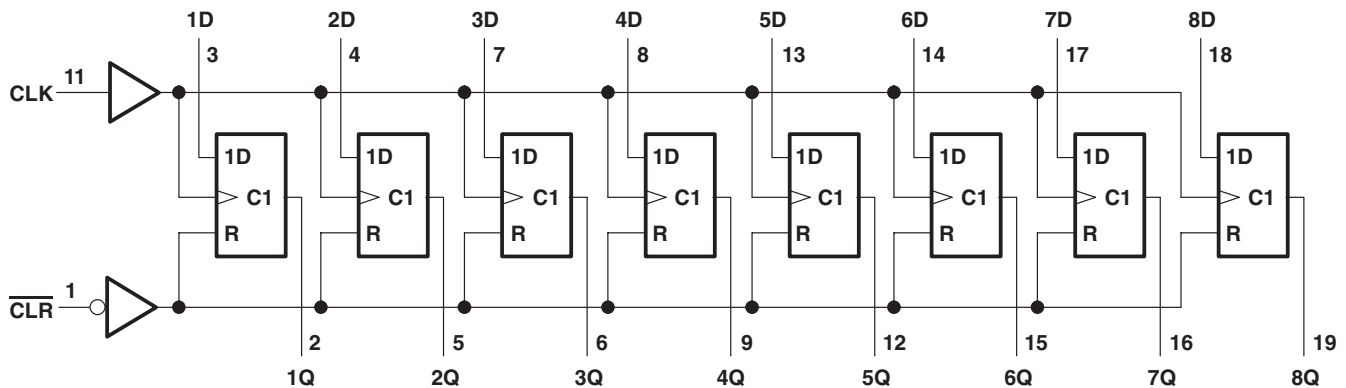 1D 2D 3D 4D 5D 6D 7D 8D
3 4 7 8 13 14 17 18
CLK 11
1D 1D 1D 1D 1D 1D 1D 1D
C1 C1 C1 C1 C1 C1 C1 C1
R R R R R R R R
CLR 1
2 5 6 9 12 15 16 19
1Q 2Q 3Q 4Q 5Q 6Q 7Q 8Q